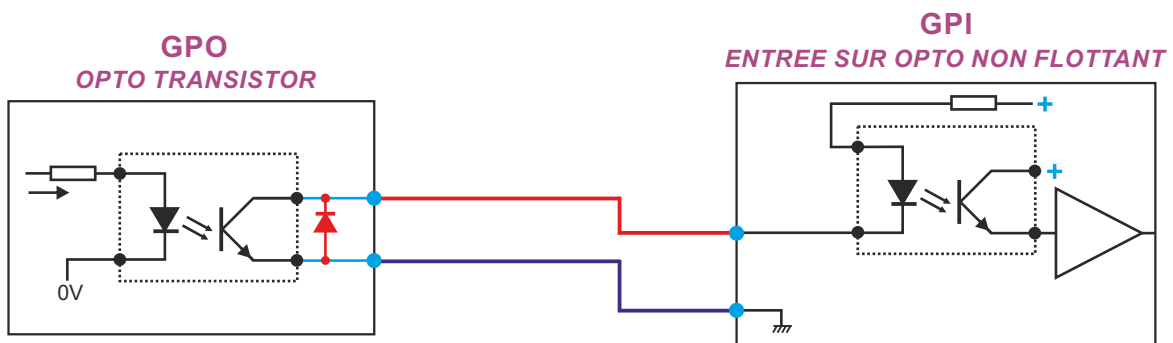 GPO
OPTO TRANSISTOR
GPI
ENTREE SUR OPTO NON FLOTTANT
+
+
0V